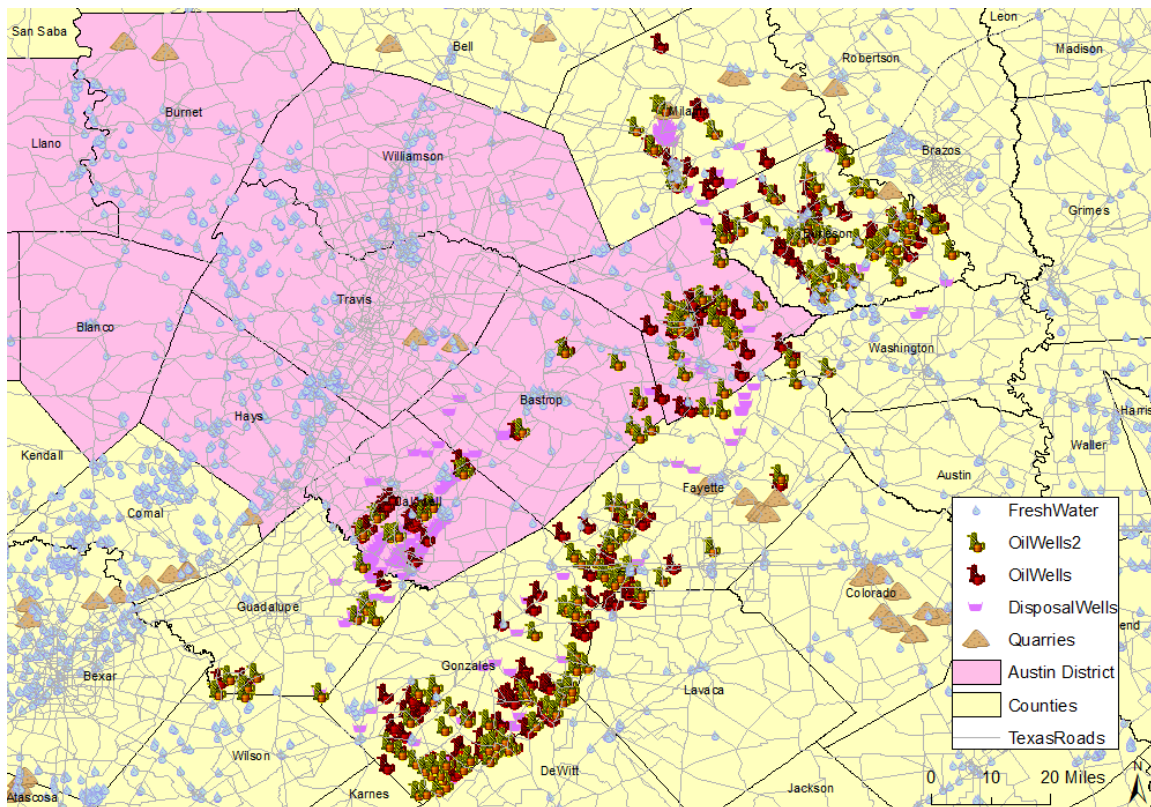 San Saba
Bell
Leon
Robertson
Madison
Burnet
Llano
Williamson
Brazos
Grimes
Travis
Blanco
Washington
Bastrop
Hays
Kendall
Waller
Austin
Fayette
Comal
Guadalupe
Colorado
Bexar
Gonzales
Lavaca
Wilson
DeWitt
Karnes
Jackson
Atascosa
FreshWater
OilWells2
OilWells
DisposalWells
Quarries
Austin District
Counties
TexasRoads
0 10 20 Miles
N